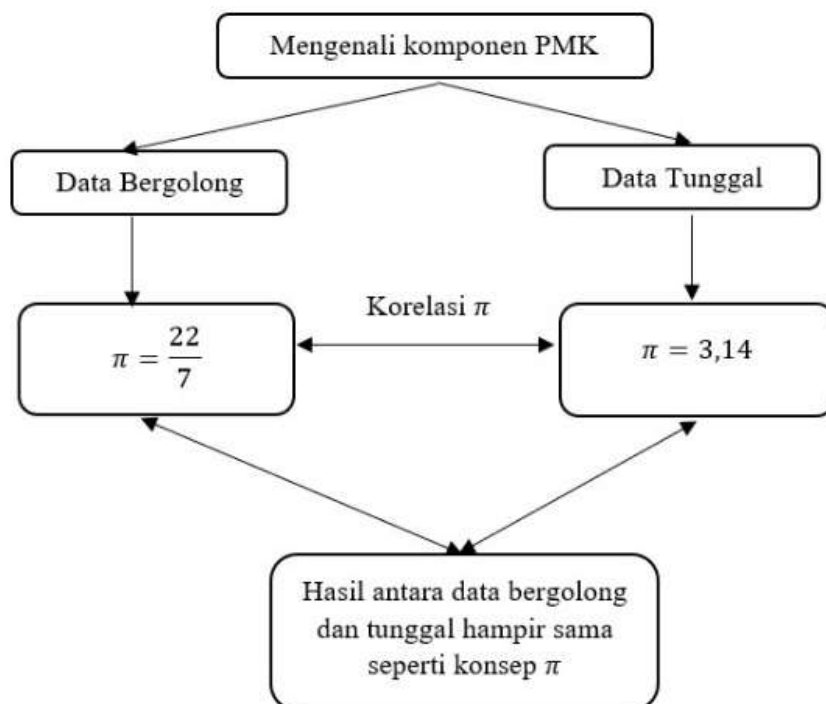 Mengenali komponen PMK
Data Bergolong
Data Tunggal
Korelasi π
π = 22/7
π = 3,14
Hasil antara data bergolong
dan tunggal hampir sama
seperti konsep π